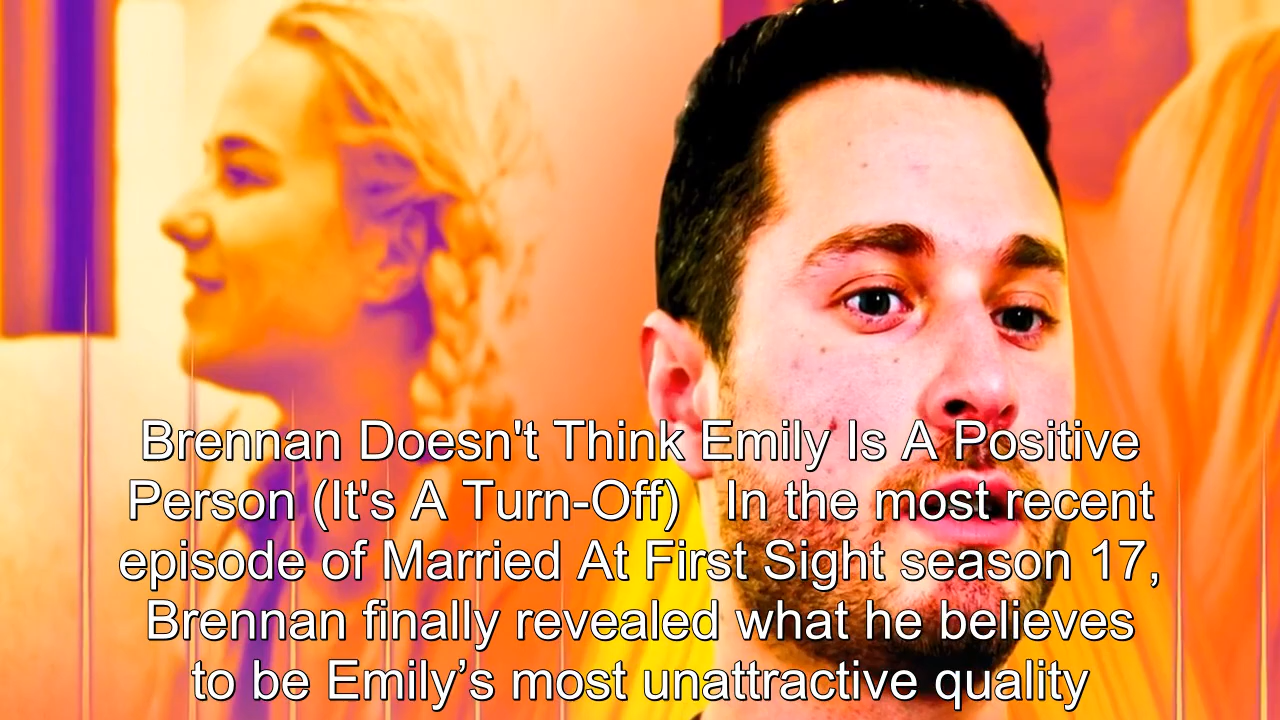 Brennan Doesn't Think Emily Is A Positive
Person (It's A Turn-Off)   In the most recent
episode of Married At First Sight season 17,
Brennan finally revealed what he believes
to be Emily’s most unattractive quality